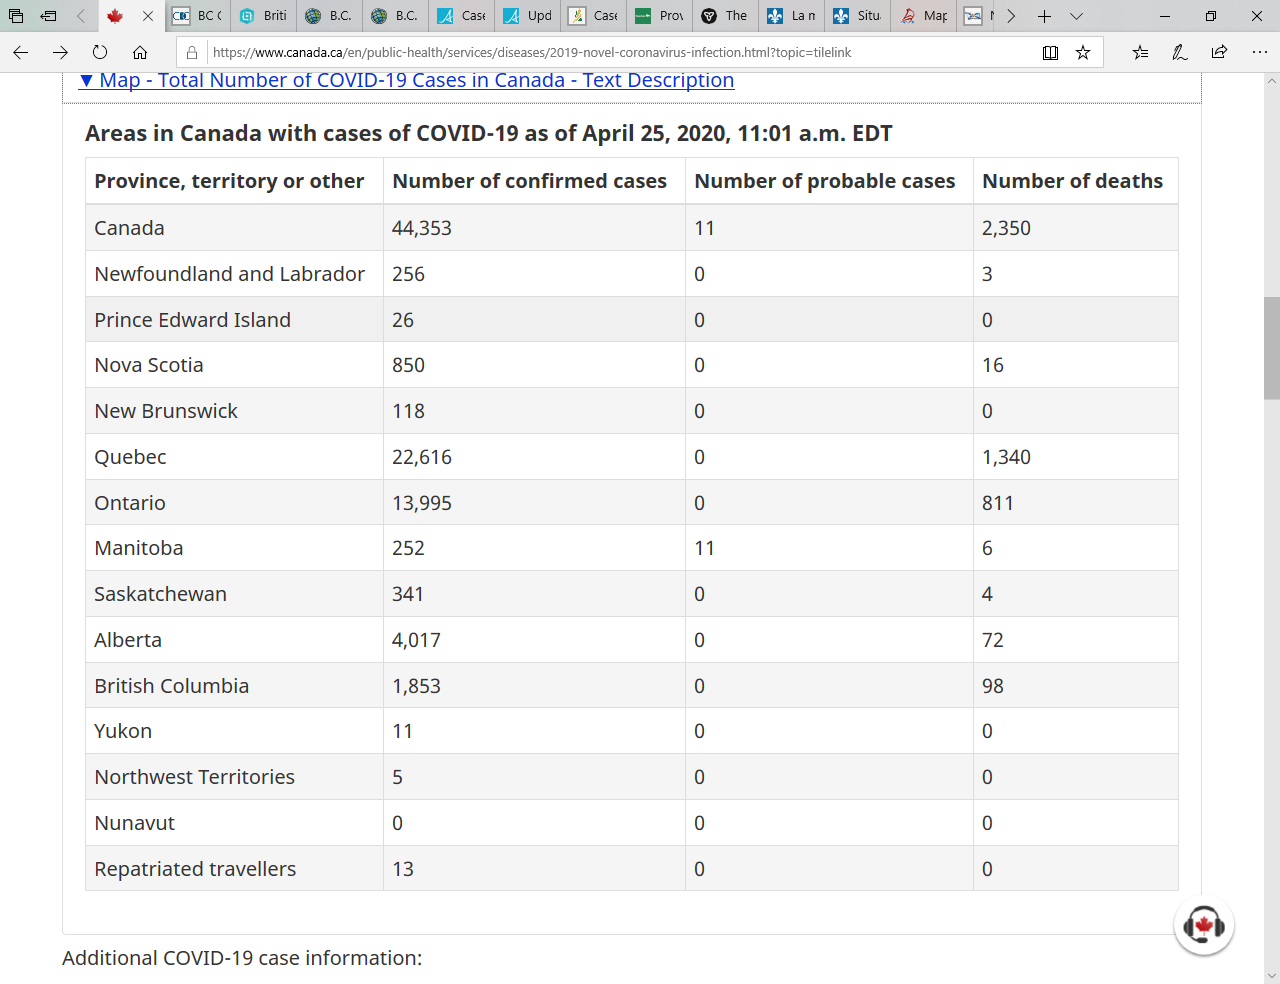 BC
Briti
B.C.
B.C.
Case
Upd
Case
Prov
The
La m
Situ
Map
https://www.canada.ca/en/public-health/services/diseases/2019-novel-coronavirus-infection.html?topic=tilelink
▼ Map - Total Number of COVID-19 Cases in Canada - Text Description
Areas in Canada with cases of COVID-19 as of April 25, 2020, 11:01 a.m. EDT
Province, territory or other Number of confirmed cases Number of probable cases Number of deaths
Canada 44,353 11 2,350
Newfoundland and Labrador 256 0 3
Prince Edward Island 26 0 0
Nova Scotia 850 0 16
New Brunswick 118 0 0
Quebec 22,616 0 1,340
Ontario 13,995 0 811
Manitoba 252 11 6
Saskatchewan 341 0 4
Alberta 4,017 0 72
British Columbia 1,853 0 98
Yukon 11 0 0
Northwest Territories 5 0 0
Nunavut 0 0 0
Repatriated travellers 13 0 0
Additional COVID-19 case information: